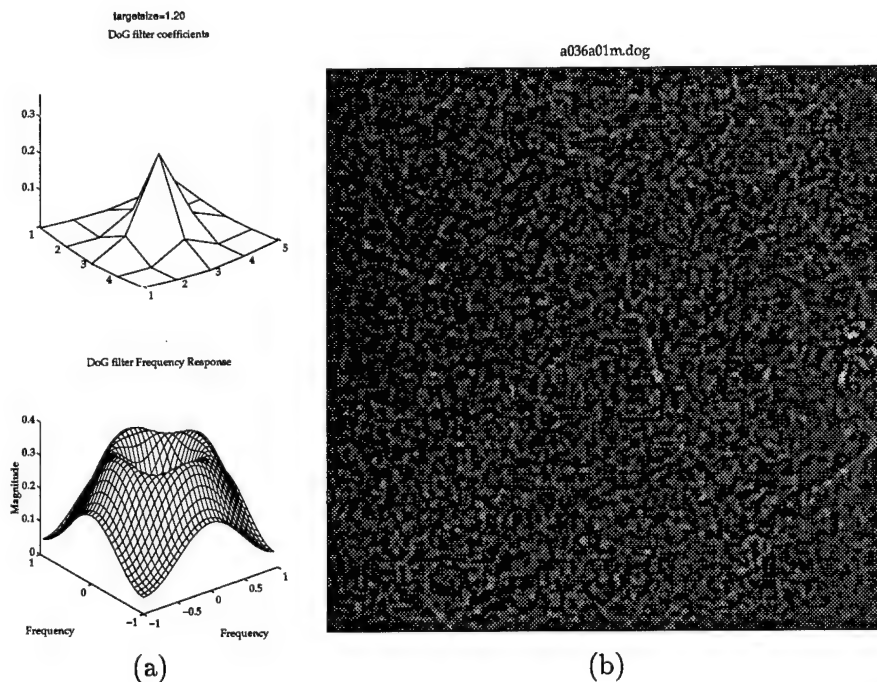 targetsize=1.20
DoG filter coefficients
0.3
0.2
0.1
1
2
3
4
1
2
3
4
5
DoG filter Frequency Response
0.4
0.3
0.2
0.1
0
Magnitude
1
0
-1
-1
-0.5
0
0.5
1
Frequency
Frequency
(a)
a036a01m.dog
(b)